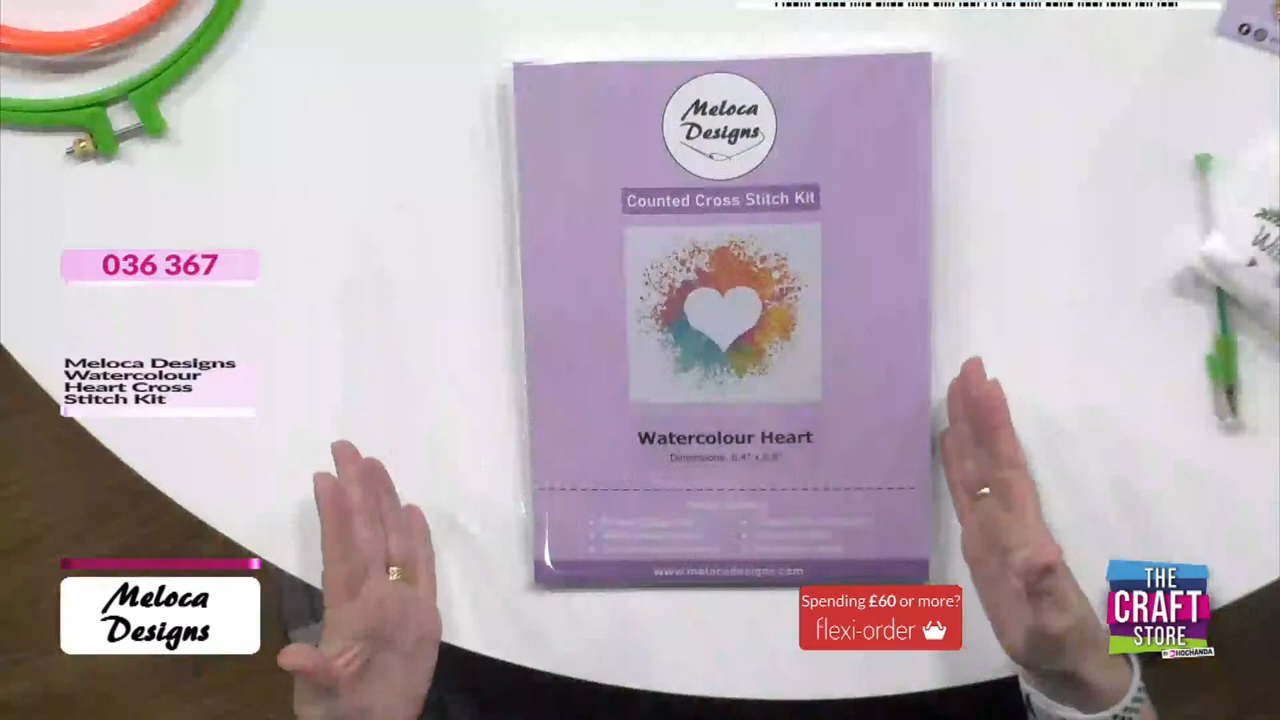 Meloca
Designs
Counted Cross Stitch Kit
Watercolour Heart
www.melocadesigns.com
036 367
Meloca Designs
Watercolour
Heart Cross
Stitch Kit
Meloca
Designs
Spending £60 or more?
flexi-order
THE
CRAFT
STORE
HOCHANDA